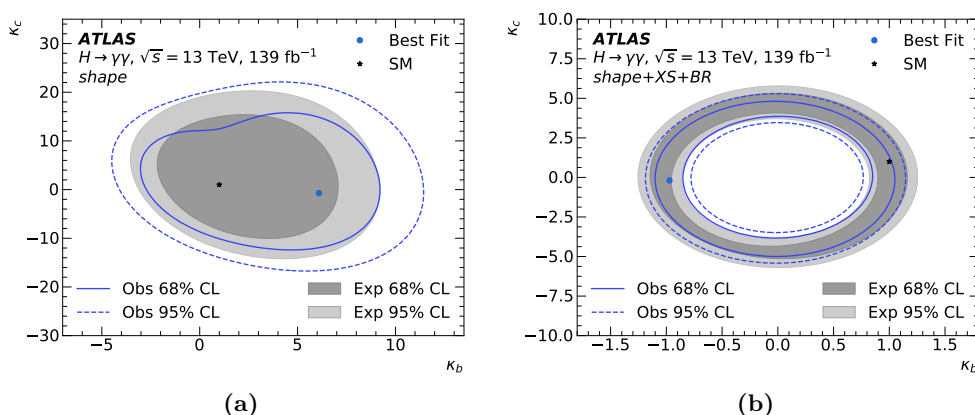 ATLAS
H→γγ, √s = 13 TeV, 139 fb⁻¹
shape
Best Fit
SM
Obs 68% CL
Obs 95% CL
Exp 68% CL
Exp 95% CL
κc
30
20
10
0
−10
−20
−30
−5
0
5
10
κb
(a)
ATLAS
H→γγ, √s = 13 TeV, 139 fb⁻¹
shape+XS+BR
Best Fit
SM
Obs 68% CL
Obs 95% CL
Exp 68% CL
Exp 95% CL
κc
10.0
7.5
5.0
2.5
0.0
−2.5
−5.0
−7.5
−10.0
−1.5
−1.0
−0.5
0.0
0.5
1.0
1.5
κb
(b)